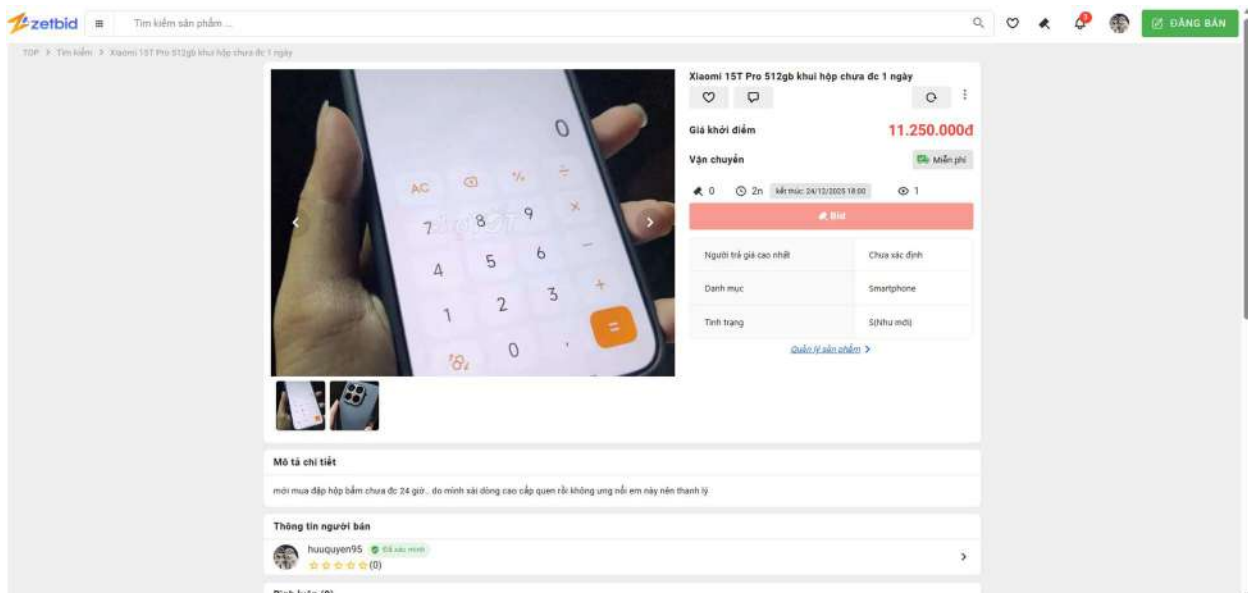 zetbid
Tìm kiếm sản phẩm ...
3
ĐĂNG BÁN
TOP > Tìm kiếm > Xiaomi 15T Pro 512gb khui hộp chưa đc 1 ngày
Xiaomi 15T Pro 512gb khui hộp chưa đc 1 ngày
Giá khởi điểm
11.250.000đ
Vận chuyển
Miễn phí
0
2n
kết thúc: 24/12/2025 18:00
1
Bid
Người trả giá cao nhất
Chưa xác định
Danh mục
Smartphone
Tình trạng
S(Như mới)
Quản lý sản phẩm >
0
AC
%
÷
7
8
9
×
4
5
6
−
1
2
3
+
0
=
Mô tả chi tiết
mới mua đập hộp bấm chưa đc 24 giờ.. do mình xài dòng cao cấp quen rồi không ưng nổi em này nên thanh lý
Thông tin người bán
huuquyen95
Đã xác minh
(0)
Bình luận (0)